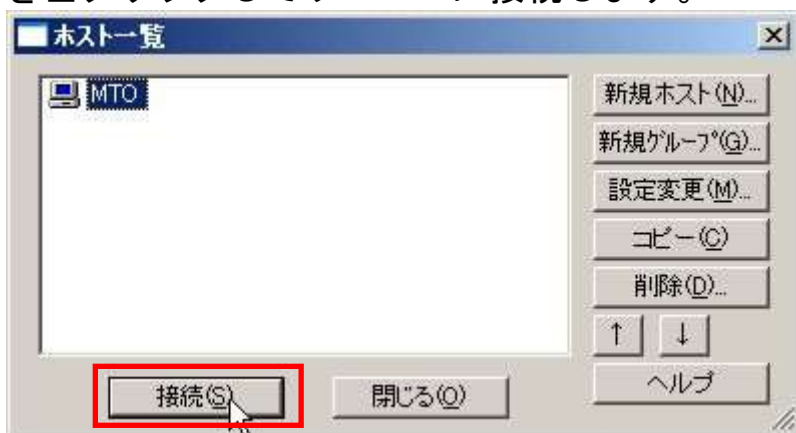 ホスト一覧
MTO
新規ホスト(N)...
新規ｸﾞﾙｰﾌﾟ(G)...
設定変更(M)...
コピー(C)
削除(D)...
↑ ↓
接続(S) 閉じる(O) ヘルプ